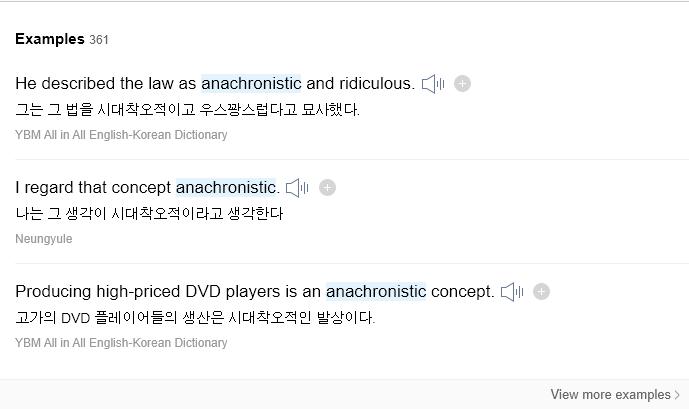 Examples 361
He described the law as anachronistic and ridiculous.
그는 그 법을 시대착오적이고 우스꽝스럽다고 묘사했다.
YBM All in All English-Korean Dictionary
I regard that concept anachronistic.
나는 그 생각이 시대착오적이라고 생각한다
Neungyule
Producing high-priced DVD players is an anachronistic concept.
고가의 DVD 플레이어들의 생산은 시대착오적인 발상이다.
YBM All in All English-Korean Dictionary
View more examples